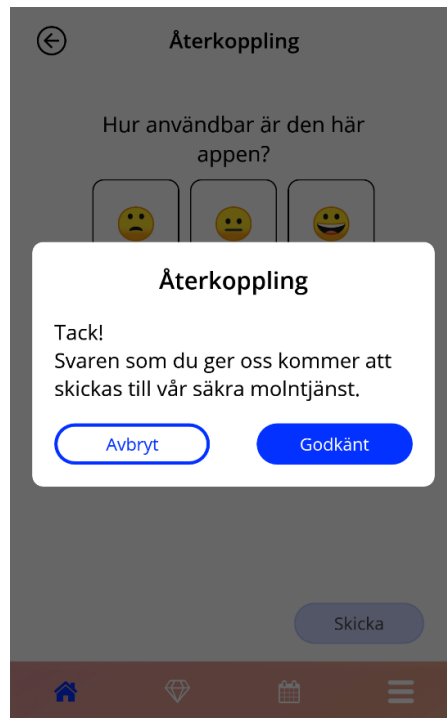 Återkoppling
Hur användbar är den här
appen?
Återkoppling
Tack!
Svaren som du ger oss kommer att
skickas till vår säkra molntjänst.
Avbryt
Godkänt
Skicka